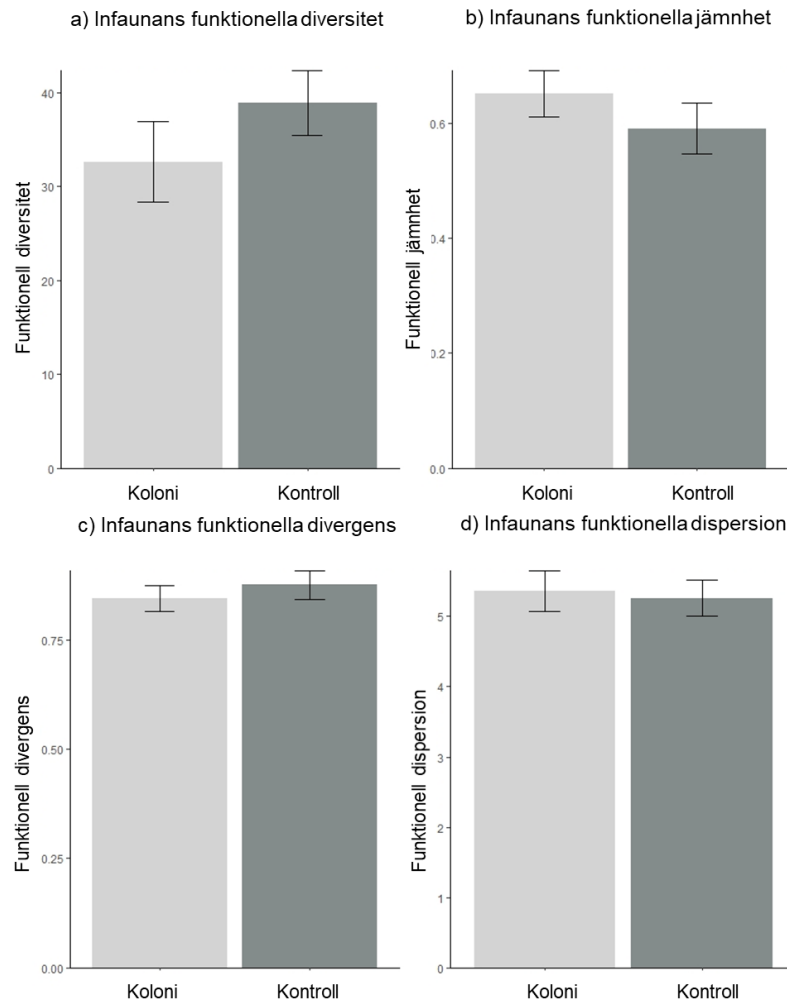 a) Infaunans funktionella diversitet
b) Infaunans funktionella jämnhet
Funktionell diversitet
40
30
20
10
0
Koloni
Kontroll
Funktionell jämnhet
0.6
0.4
0.2
0.0
Koloni
Kontroll
c) Infaunans funktionella divergens
d) Infaunans funktionella dispersion
Funktionell divergens
0.75
0.50
0.25
0.00
Koloni
Kontroll
Funktionell dispersion
5
4
3
2
1
0
Koloni
Kontroll